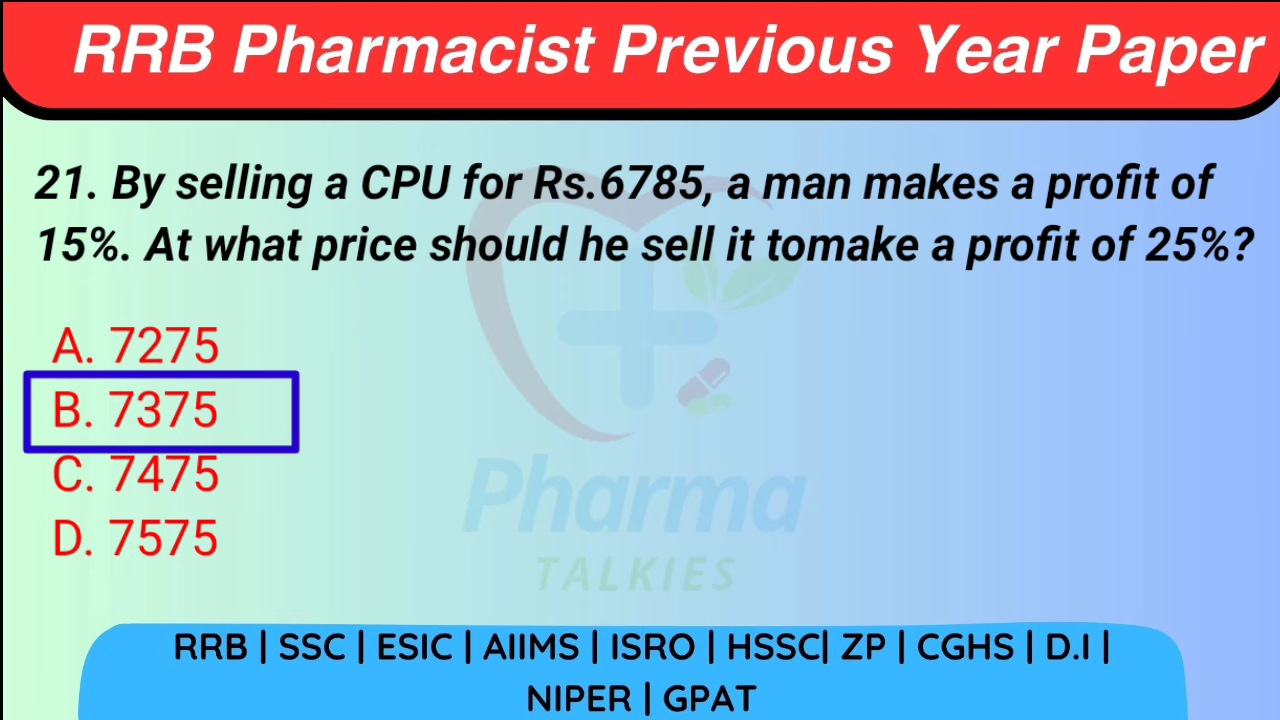 RRB Pharmacist Previous Year Paper
21. By selling a CPU for Rs.6785, a man makes a profit of
15%. At what price should he sell it tomake a profit of 25%?
A. 7275
B. 7375
C. 7475
D. 7575
Pharma
TALKIES
RRB | SSC | ESIC | AIIMS | ISRO | HSSC| ZP | CGHS | D.I |
NIPER | GPAT